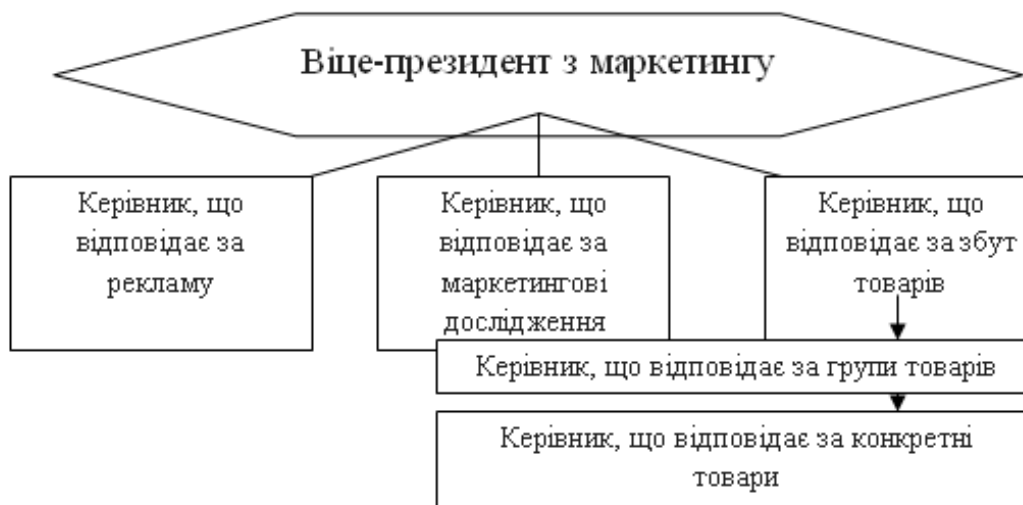 Віце-президент з маркетингу
Керівник, що
відповідає за
рекламу
Керівник, що
відповідає за
маркетингові
дослідження
Керівник, що
відповідає за збут
товарів
Керівник, що відповідає за групи товарів
Керівник, що відповідає за конкретні
товари